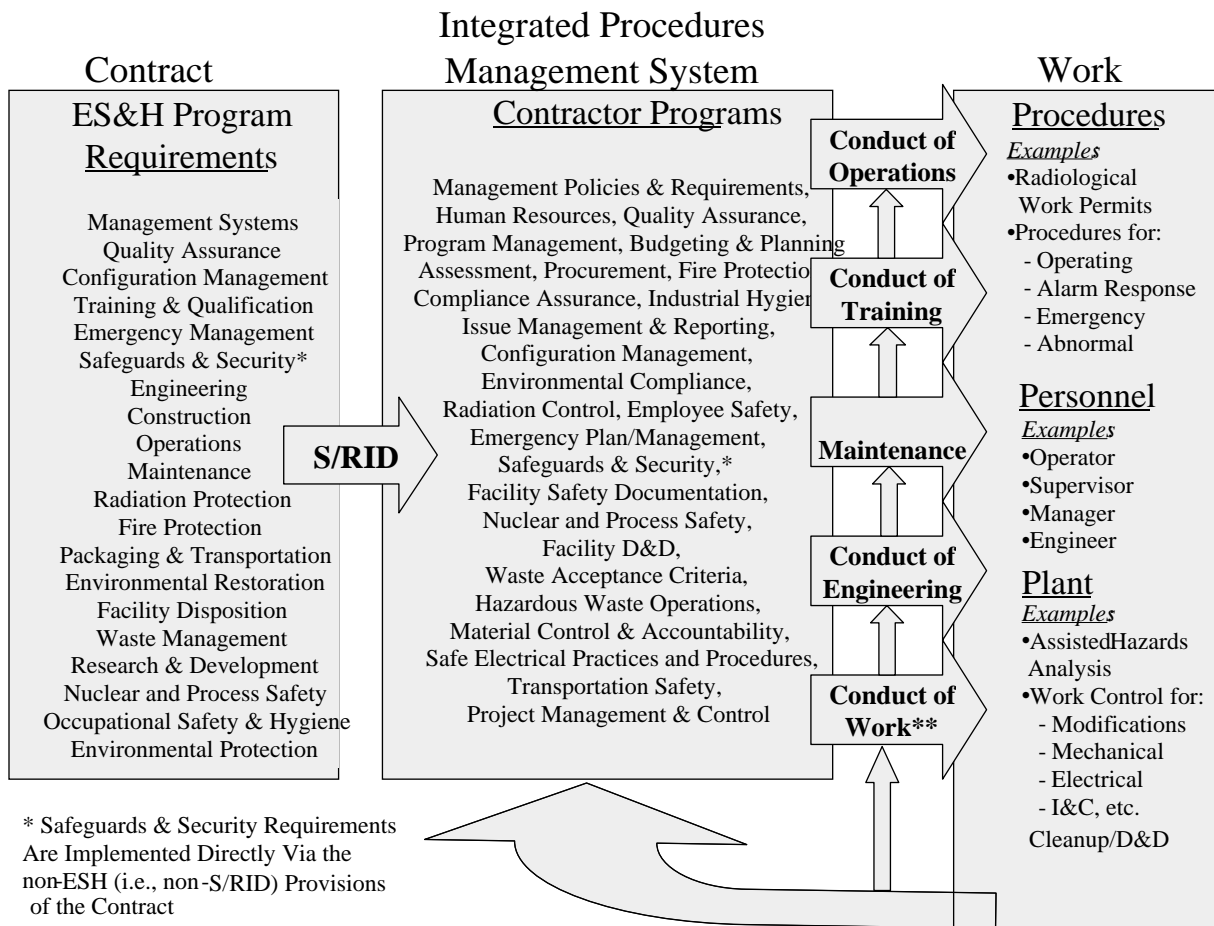 Contract
ES&H Program
Requirements
Management Systems
Quality Assurance
Configuration Management
Training & Qualification
Emergency Management
Safeguards & Security*
Engineering
Construction
Operations
Maintenance
Radiation Protection
Fire Protection
Packaging & Transportation
Environmental Restoration
Facility Disposition
Waste Management
Research & Development
Nuclear and Process Safety
Occupational Safety & Hygiene
Environmental Protection
* Safeguards & Security Requirements
Are Implemented Directly Via the
non-ESH (i.e., non-S/RID) Provisions
of the Contract
S/RID
Integrated Procedures
Management System
Contractor Programs
Management Policies & Requirements,
Human Resources, Quality Assurance,
Program Management, Budgeting & Planning
Assessment, Procurement, Fire Protectio
Compliance Assurance, Industrial Hygien
Issue Management & Reporting,
Configuration Management,
Environmental Compliance,
Radiation Control, Employee Safety,
Emergency Plan/Management,
Safeguards & Security,*
Facility Safety Documentation,
Nuclear and Process Safety,
Facility D&D,
Waste Acceptance Criteria,
Hazardous Waste Operations,
Material Control & Accountability,
Safe Electrical Practices and Procedures,
Transportation Safety,
Project Management & Control
Conduct of
Operations
Conduct of
Training
Maintenance
Conduct of
Engineering
Conduct of
Work**
Work
Procedures
Examples
•Radiological
Work Permits
•Procedures for:
- Operating
- Alarm Response
- Emergency
- Abnormal
Personnel
Examples
•Operator
•Supervisor
•Manager
•Engineer
Plant
Examples
•AssistedHazards
Analysis
•Work Control for:
- Modifications
- Mechanical
- Electrical
- I&C, etc.
Cleanup/D&D